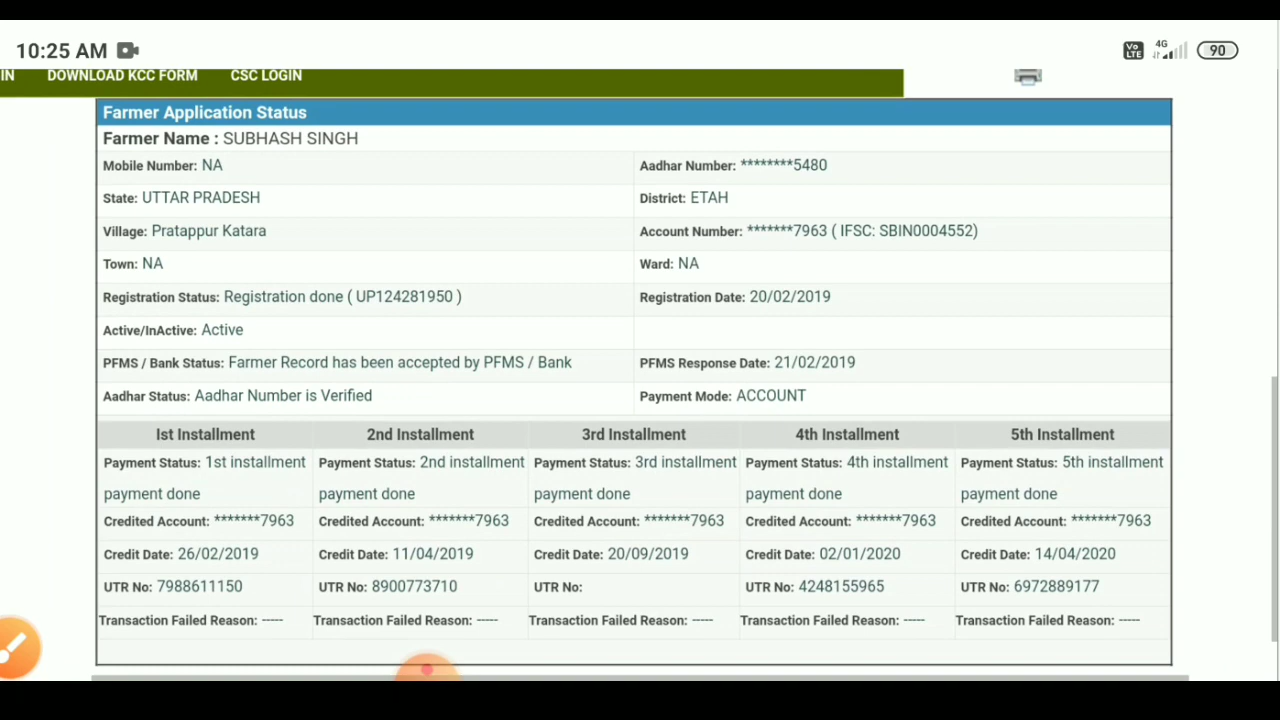 10:25 AM
Vo LTE 4G 90
IN DOWNLOAD KCC FORM CSC LOGIN
Farmer Application Status
Farmer Name : SUBHASH SINGH
Mobile Number: NA Aadhar Number: ********5480
State: UTTAR PRADESH District: ETAH
Village: Pratappur Katara Account Number: *******7963 ( IFSC: SBIN0004552)
Town: NA Ward: NA
Registration Status: Registration done ( UP124281950 ) Registration Date: 20/02/2019
Active/InActive: Active
PFMS / Bank Status: Farmer Record has been accepted by PFMS / Bank PFMS Response Date: 21/02/2019
Aadhar Status: Aadhar Number is Verified Payment Mode: ACCOUNT
Ist Installment 2nd Installment 3rd Installment 4th Installment 5th Installment
Payment Status: 1st installment Payment Status: 2nd installment Payment Status: 3rd installment Payment Status: 4th installment Payment Status: 5th installment
payment done payment done payment done payment done payment done
Credited Account: *******7963 Credited Account: *******7963 Credited Account: *******7963 Credited Account: *******7963 Credited Account: *******7963
Credit Date: 26/02/2019 Credit Date: 11/04/2019 Credit Date: 20/09/2019 Credit Date: 02/01/2020 Credit Date: 14/04/2020
UTR No: 7988611150 UTR No: 8900773710 UTR No: UTR No: 4248155965 UTR No: 6972889177
Transaction Failed Reason: ----- Transaction Failed Reason: ----- Transaction Failed Reason: ----- Transaction Failed Reason: ----- Transaction Failed Reason: -----